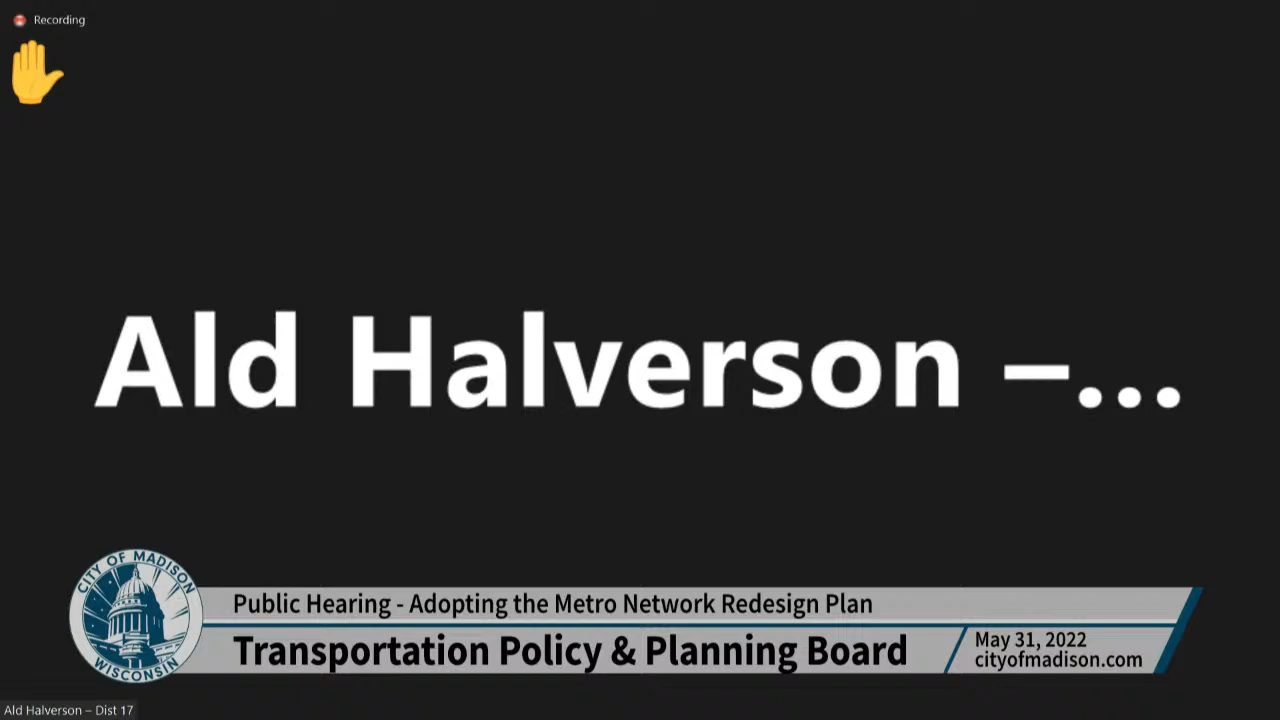 Recording
Ald Halverson –...
CITY OF MADISON
WISCONSIN
Public Hearing - Adopting the Metro Network Redesign Plan
Transportation Policy & Planning Board
May 31, 2022
cityofmadison.com
Ald Halverson – Dist 17